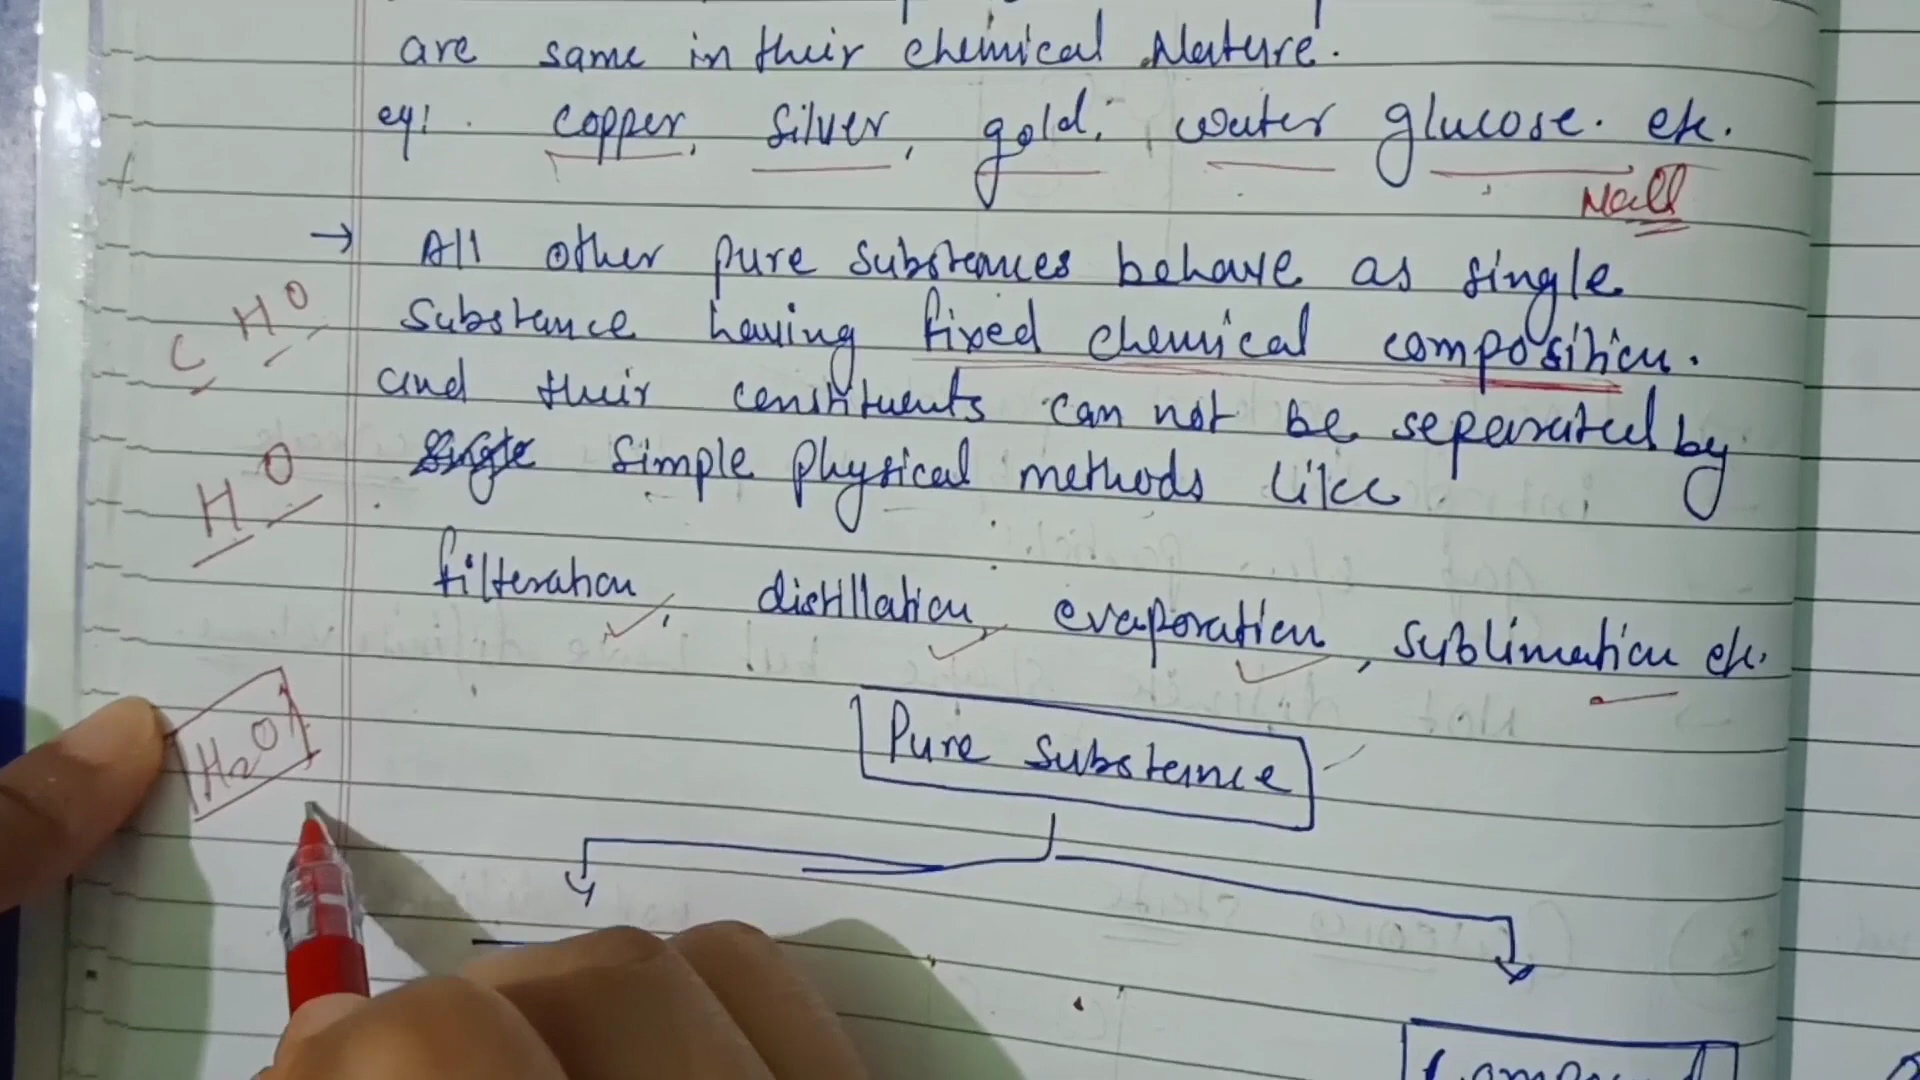 are same in their chemical Nature.
eg: copper, silver, gold, water glucose. etc.
Nacl
→ All other pure substances behave as single
C H O
substance having fixed chemical composition.
and their constituents can not be seperated by
H O
simple physical methods like
filteration, distillation, evaporation, sublimation etc.
H2O
Pure Substance